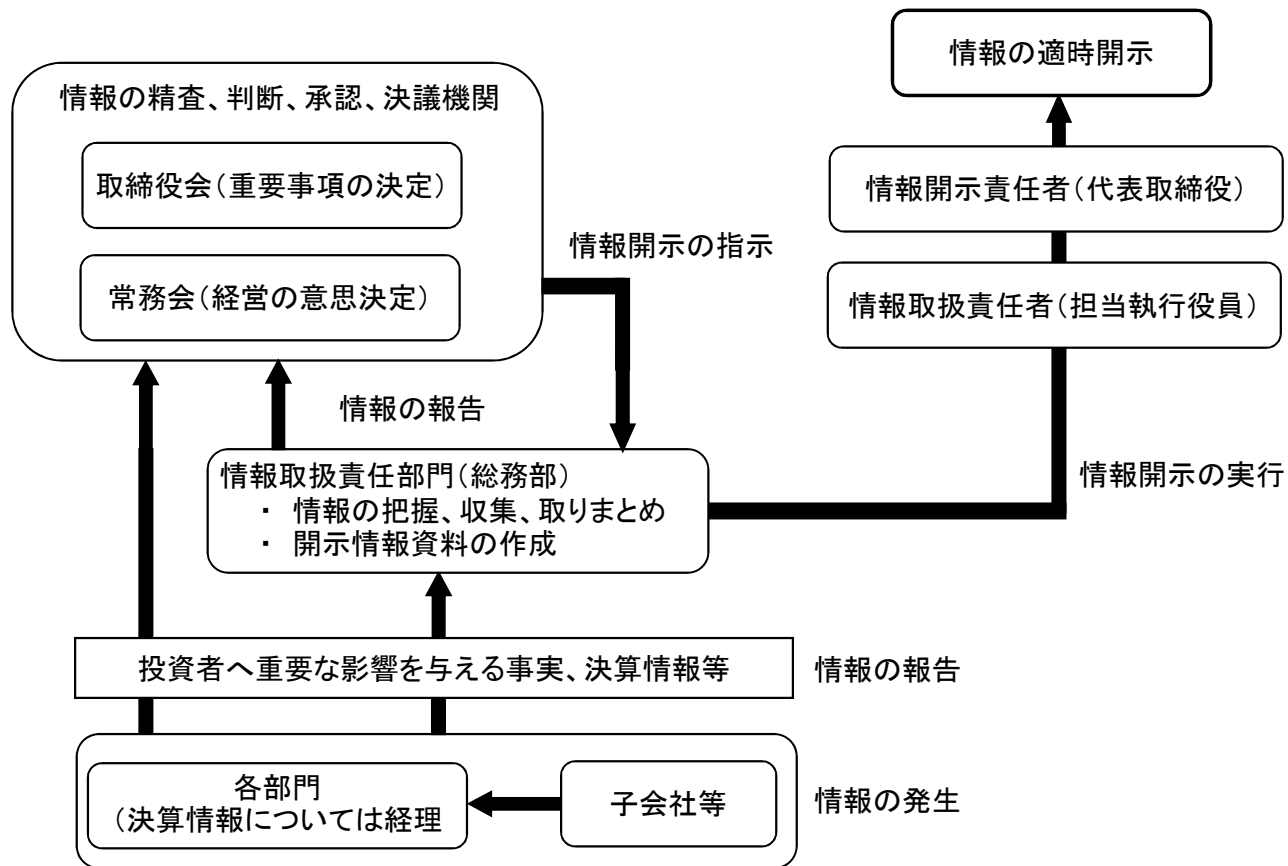 情報の適時開示
情報の精査、判断、承認、決議機関
取締役会(重要事項の決定)
情報開示責任者(代表取締役)
情報開示の指示
常務会(経営の意思決定)
情報取扱責任者(担当執行役員)
情報の報告
情報取扱責任部門(総務部)
・ 情報の把握、収集、取りまとめ
・ 開示情報資料の作成
情報開示の実行
投資者へ重要な影響を与える事実、決算情報等
情報の報告
各部門
(決算情報については経理
子会社等
情報の発生